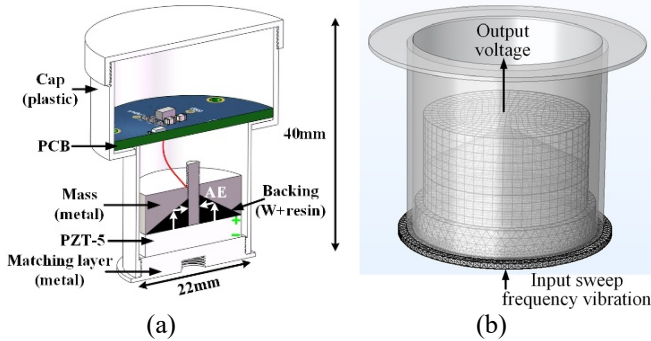 Cap
(plastic)
PCB
40mm
Mass
(metal)
AE
Backing
(W+resin)
+
−
PZT-5
Matching layer
(metal)
22mm
(a)
Output
voltage
Input sweep
frequency vibration
(b)